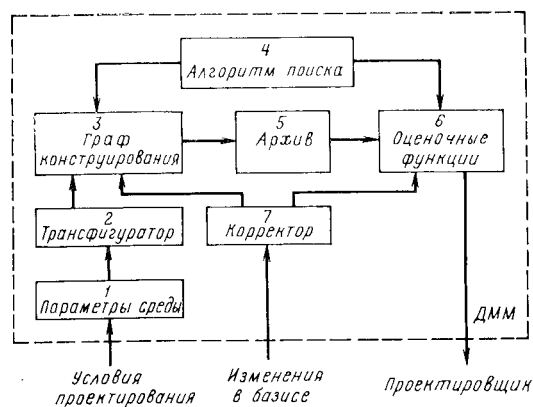 4
Алгоритм поиска
3
Граф
конструирования
5
Архив
6
Оценочные
функции
2
Трансфигуратор
7
Корректор
1
Параметры среды
ДММ
Условия
проектирования
Изменения
в базисе
Проектировщик